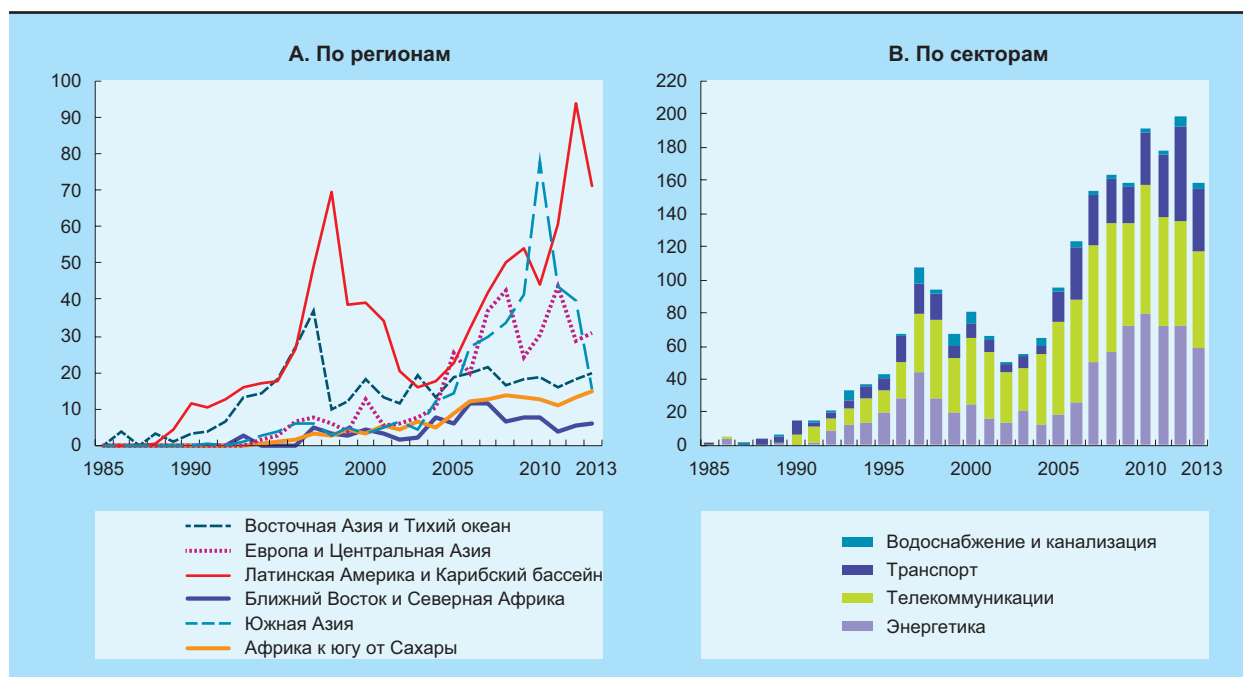 А. По регионам
100
90
80
70
60
50
40
30
20
10
0
1985 1990 1995 2000 2005 2010 2013
Восточная Азия и Тихий океан
Европа и Центральная Азия
Латинская Америка и Карибский бассейн
Ближний Восток и Северная Африка
Южная Азия
Африка к югу от Сахары
В. По секторам
220
200
180
160
140
120
100
80
60
40
20
0
1985 1990 1995 2000 2005 2010 2013
Водоснабжение и канализация
Транспорт
Телекоммуникации
Энергетика